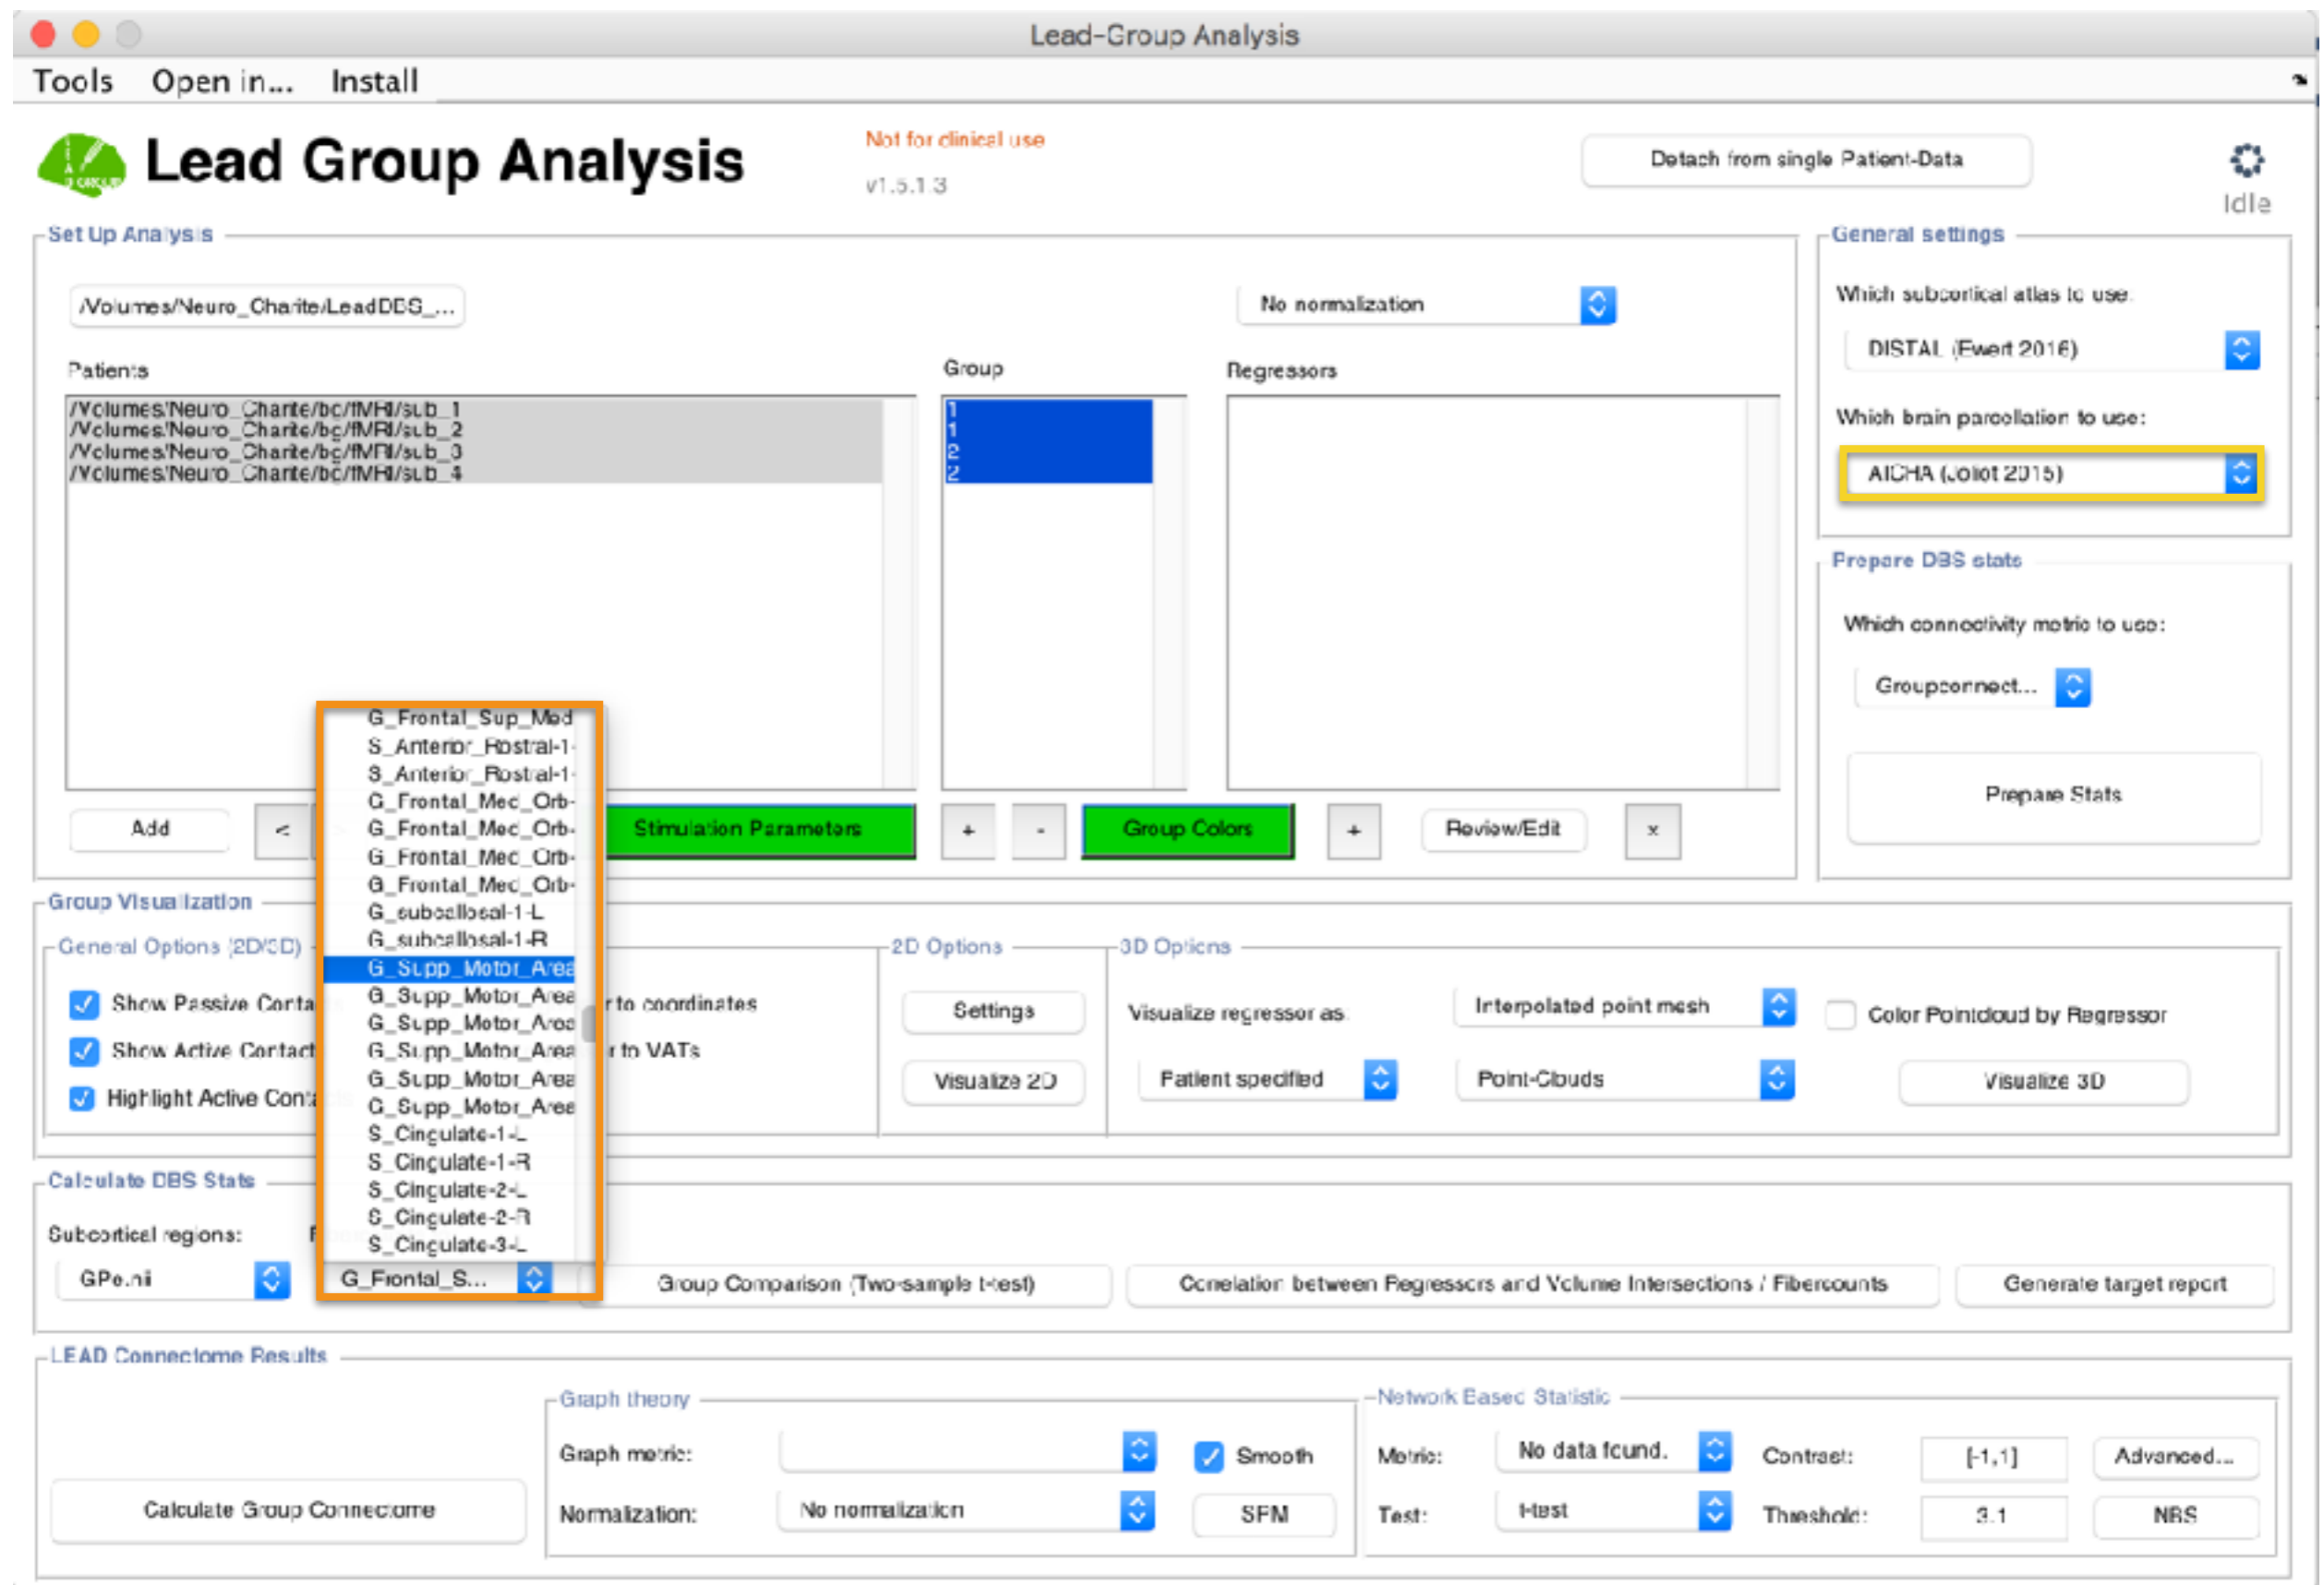 Lead-Group Analysis
Tools Open in... Install
Lead Group Analysis
Not for clinical use
v1.5.1.3
Detach from single Patient-Data
Idle
Set Up Analysis
/Volumes/Neuro_Charite/LeadDBS_...
No normalization
Patients
Group
Regressors
/Volumes/Neuro_Charite/bg/fMRI/sub_1
/Volumes/Neuro_Charite/bg/fMRI/sub_2
/Volumes/Neuro_Charite/bg/fMRI/sub_3
/Volumes/Neuro_Charite/bg/fMRI/sub_4
1
1
2
2
General settings
Which subcortical atlas to use:
DISTAL (Ewert 2016)
Which brain parcellation to use:
AICHA (Joliot 2015)
Prepare DBS stats
Which connectivity metric to use:
Groupconnect...
Prepare Stats
Add
<
Stimulation Parameters
+
-
Group Colors
+
Review/Edit
x
G_Frontal_Sup_Med
S_Anterior_Rostral-1-
S_Anterior_Rostral-1-
G_Frontal_Med_Orb-
G_Frontal_Med_Orb-
G_Frontal_Med_Orb-
G_Frontal_Med_Orb-
G_subcallosal-1-L
G_subcallosal-1-R
G_Supp_Motor_Area
G_Supp_Motor_Area
G_Supp_Motor_Area
G_Supp_Motor_Area
G_Supp_Motor_Area
G_Supp_Motor_Area
S_Cingulate-1-L
S_Cingulate-1-R
S_Cingulate-2-L
S_Cingulate-2-R
S_Cingulate-3-L
G_Frontal_S...
Group Visualization
General Options (2D/3D)
Show Passive Conta
r to coordinates
Show Active Contact
r to VATs
Highlight Active Conta
2D Options
Settings
Visualize 2D
3D Options
Visualize regressor as:
Interpolated point mesh
Color Pointcloud by Regressor
Patient specified
Point-Clouds
Visualize 3D
Calculate DBS Stats
Subcortical regions:
GPe.nii
Group Comparison (Two-sample t-test)
Correlation between Regressors and Volume Intersections / Fibercounts
Generate target report
LEAD Connectome Results
Calculate Group Connectome
Graph theory
Graph metric:
Smooth
Normalization:
No normalization
SPM
Network Based Statistic
Metric:
No data found.
Contrast:
[-1,1]
Advanced...
Test:
t-test
Threshold:
3.1
NBS